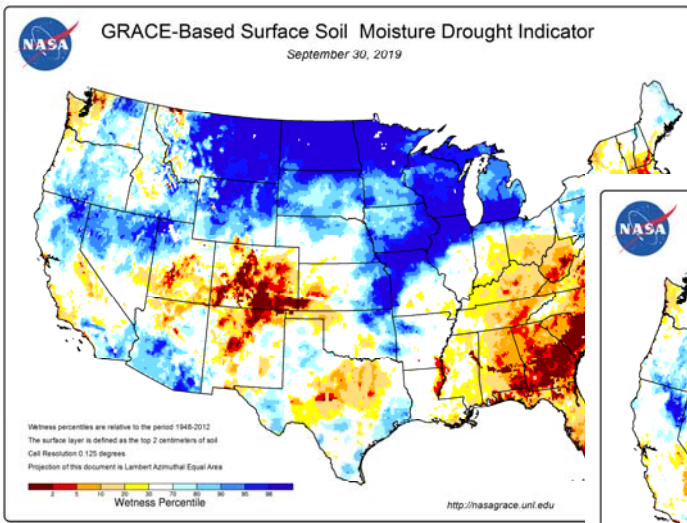 NASA
GRACE-Based Surface Soil Moisture Drought Indicator
September 30, 2019
NASA
Wetness percentiles are relative to the period 1948-2012
The surface layer is defined as the top 2 centimeters of soil
Cell Resolution 0.125 degrees
Projection of this document is Lambert Azimuthal Equal Area
2 5 10 20 30 70 80 90 95 98
Wetness Percentile
http://nasagrace.unl.edu